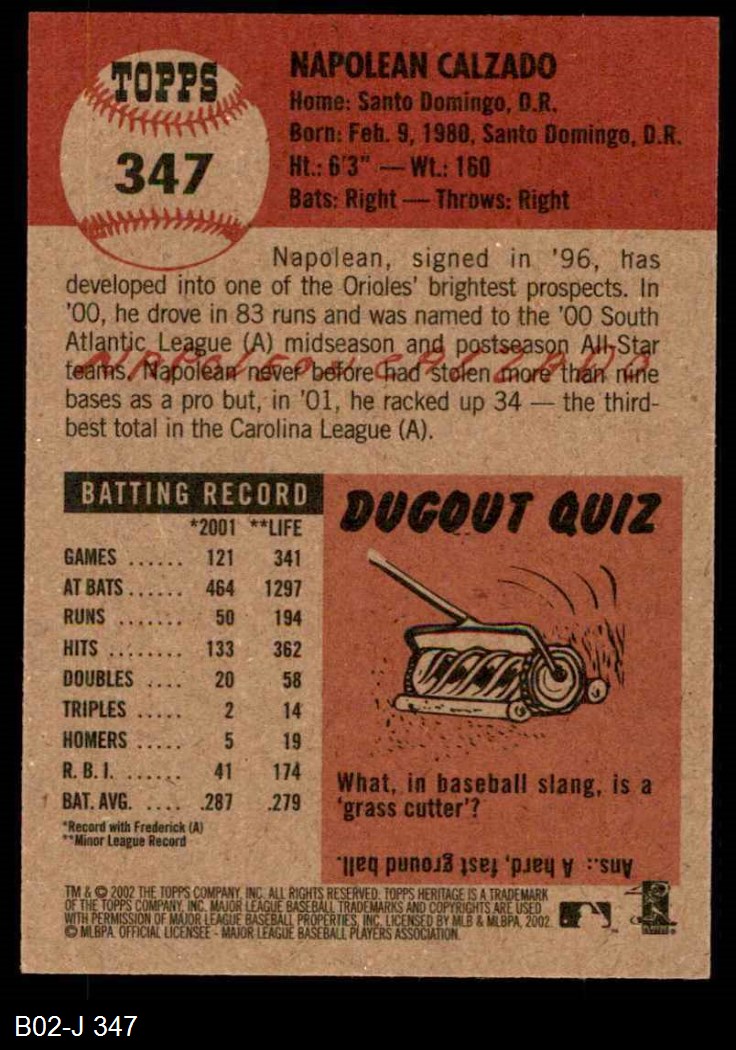 TOPPS
347
NAPOLEAN CALZADO
Home: Santo Domingo, D.R.
Born: Feb. 9, 1980, Santo Domingo, D.R.
Ht.: 6'3" — Wt.: 160
Bats: Right — Throws: Right
Napolean, signed in '96, has
developed into one of the Orioles' brightest prospects. In
'00, he drove in 83 runs and was named to the '00 South
Atlantic League (A) midseason and postseason All-Star
teams. Napolean never before had stolen more than nine
bases as a pro but, in '01, he racked up 34 — the third-
best total in the Carolina League (A).
NAPOLEON CALZADO
BATTING RECORD
*2001 **LIFE
GAMES ...... 121 341
AT BATS ...... 464 1297
RUNS ....... 50 194
HITS ........ 133 362
DOUBLES .... 20 58
TRIPLES ..... 2 14
HOMERS ..... 5 19
R. B. I. ...... 41 174
BAT. AVG. .... .287 .279
*Record with Frederick (A)
**Minor League Record
DUGOUT QUIZ
What, in baseball slang, is a
'grass cutter'?
Ans.: A hard, fast ground ball.
TM & © 2002 THE TOPPS COMPANY, INC. ALL RIGHTS RESERVED. TOPPS HERITAGE IS A TRADEMARK
OF THE TOPPS COMPANY, INC. MAJOR LEAGUE BASEBALL TRADEMARKS AND COPYRIGHTS ARE USED
WITH PERMISSION OF MAJOR LEAGUE BASEBALL PROPERTIES, INC. LICENSED BY MLB & MLBPA, 2002.
© MLBPA. OFFICIAL LICENSEE - MAJOR LEAGUE BASEBALL PLAYERS ASSOCIATION.
B02-J 347